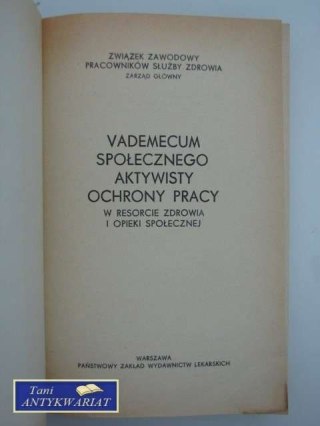 ZWIĄZEK ZAWODOWY
PRACOWNIKÓW SŁUŻBY ZDROWIA
ZARZĄD GŁÓWNY
VADEMECUM
SPOŁECZNEGO
AKTYWISTY
OCHRONY PRACY
W RESORCIE ZDROWIA
I OPIEKI SPOŁECZNEJ
WARSZAWA
PAŃSTWOWY ZAKŁAD WYDAWNICTW LEKARSKICH
Tani
ANTYKWARIAT